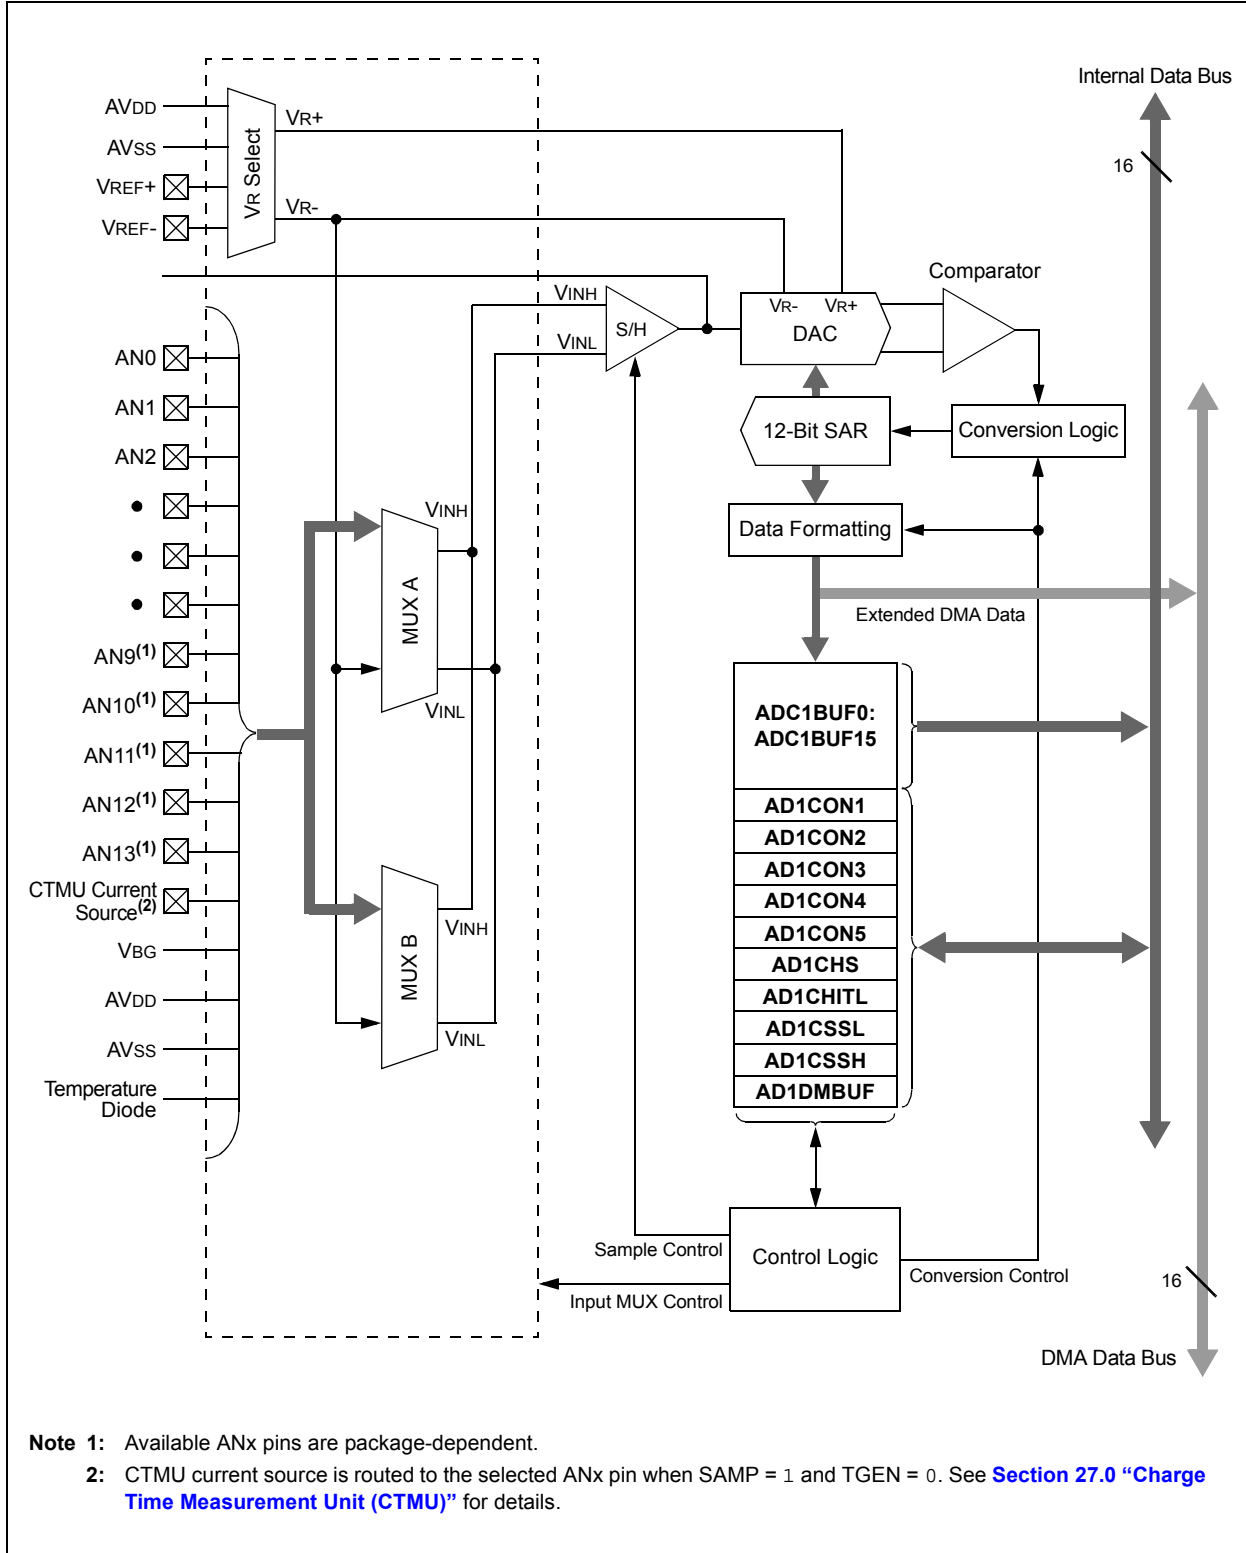 Internal Data Bus
AVDD
AVSS
VREF+
VREF-
VR Select
VR+
VR-
16
Comparator
VINH
VINL
S/H
VR- VR+
DAC
AN0
AN1
AN2
•
•
•
AN9(1)
AN10(1)
AN11(1)
AN12(1)
AN13(1)
CTMU Current
Source(2)
VBG
AVDD
AVSS
Temperature
Diode
VINH
MUX A
VINL
MUX B
VINH
VINL
12-Bit SAR
Conversion Logic
Data Formatting
Extended DMA Data
ADC1BUF0:
ADC1BUF15
AD1CON1
AD1CON2
AD1CON3
AD1CON4
AD1CON5
AD1CHS
AD1CHITL
AD1CSSL
AD1CSSH
AD1DMBUF
Sample Control
Control Logic
Conversion Control
Input MUX Control
16
DMA Data Bus
Note 1: Available ANx pins are package-dependent.
2: CTMU current source is routed to the selected ANx pin when SAMP = 1 and TGEN = 0. See Section 27.0 “Charge
Time Measurement Unit (CTMU)” for details.